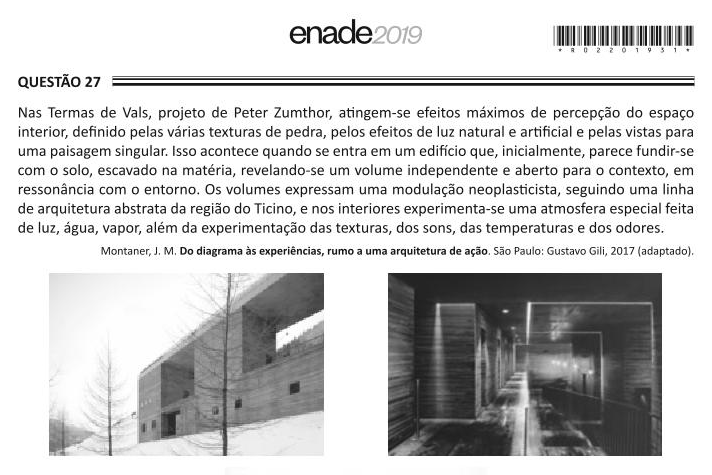 enade2019
*R02201931*
QUESTÃO 27
Nas Termas de Vals, projeto de Peter Zumthor, atingem-se efeitos máximos de percepção do espaço
interior, definido pelas várias texturas de pedra, pelos efeitos de luz natural e artificial e pelas vistas para
uma paisagem singular. Isso acontece quando se entra em um edifício que, inicialmente, parece fundir-se
com o solo, escavado na matéria, revelando-se um volume independente e aberto para o contexto, em
ressonância com o entorno. Os volumes expressam uma modulação neoplasticista, seguindo uma linha
de arquitetura abstrata da região do Ticino, e nos interiores experimenta-se uma atmosfera especial feita
de luz, água, vapor, além da experimentação das texturas, dos sons, das temperaturas e dos odores.
Montaner, J. M. Do diagrama às experiências, rumo a uma arquitetura de ação. São Paulo: Gustavo Gili, 2017 (adaptado).